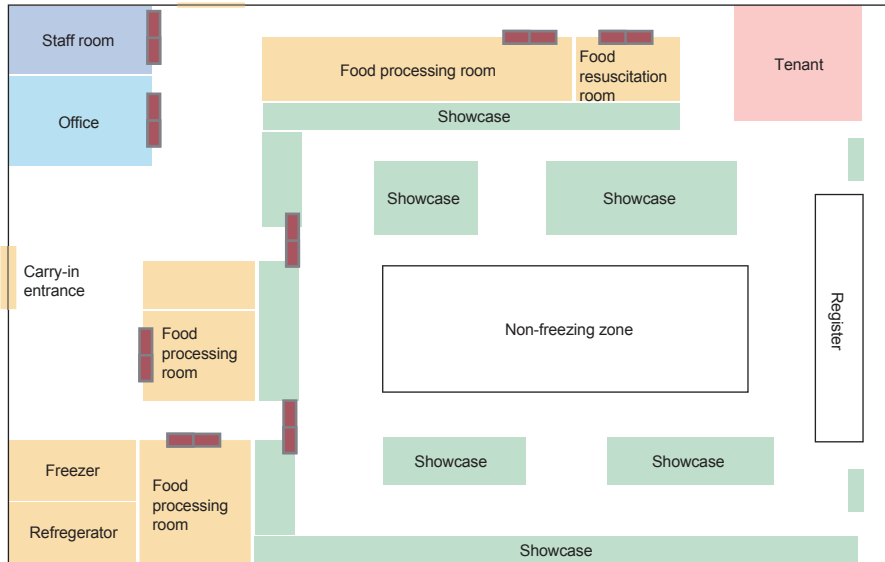 Staff room
Office
Food processing room
Food
resuscitation
room
Tenant
Showcase
Showcase
Showcase
Carry-in
entrance
Food
processing
room
Non-freezing zone
Register
Freezer
Refregerator
Food
processing
room
Showcase
Showcase
Showcase